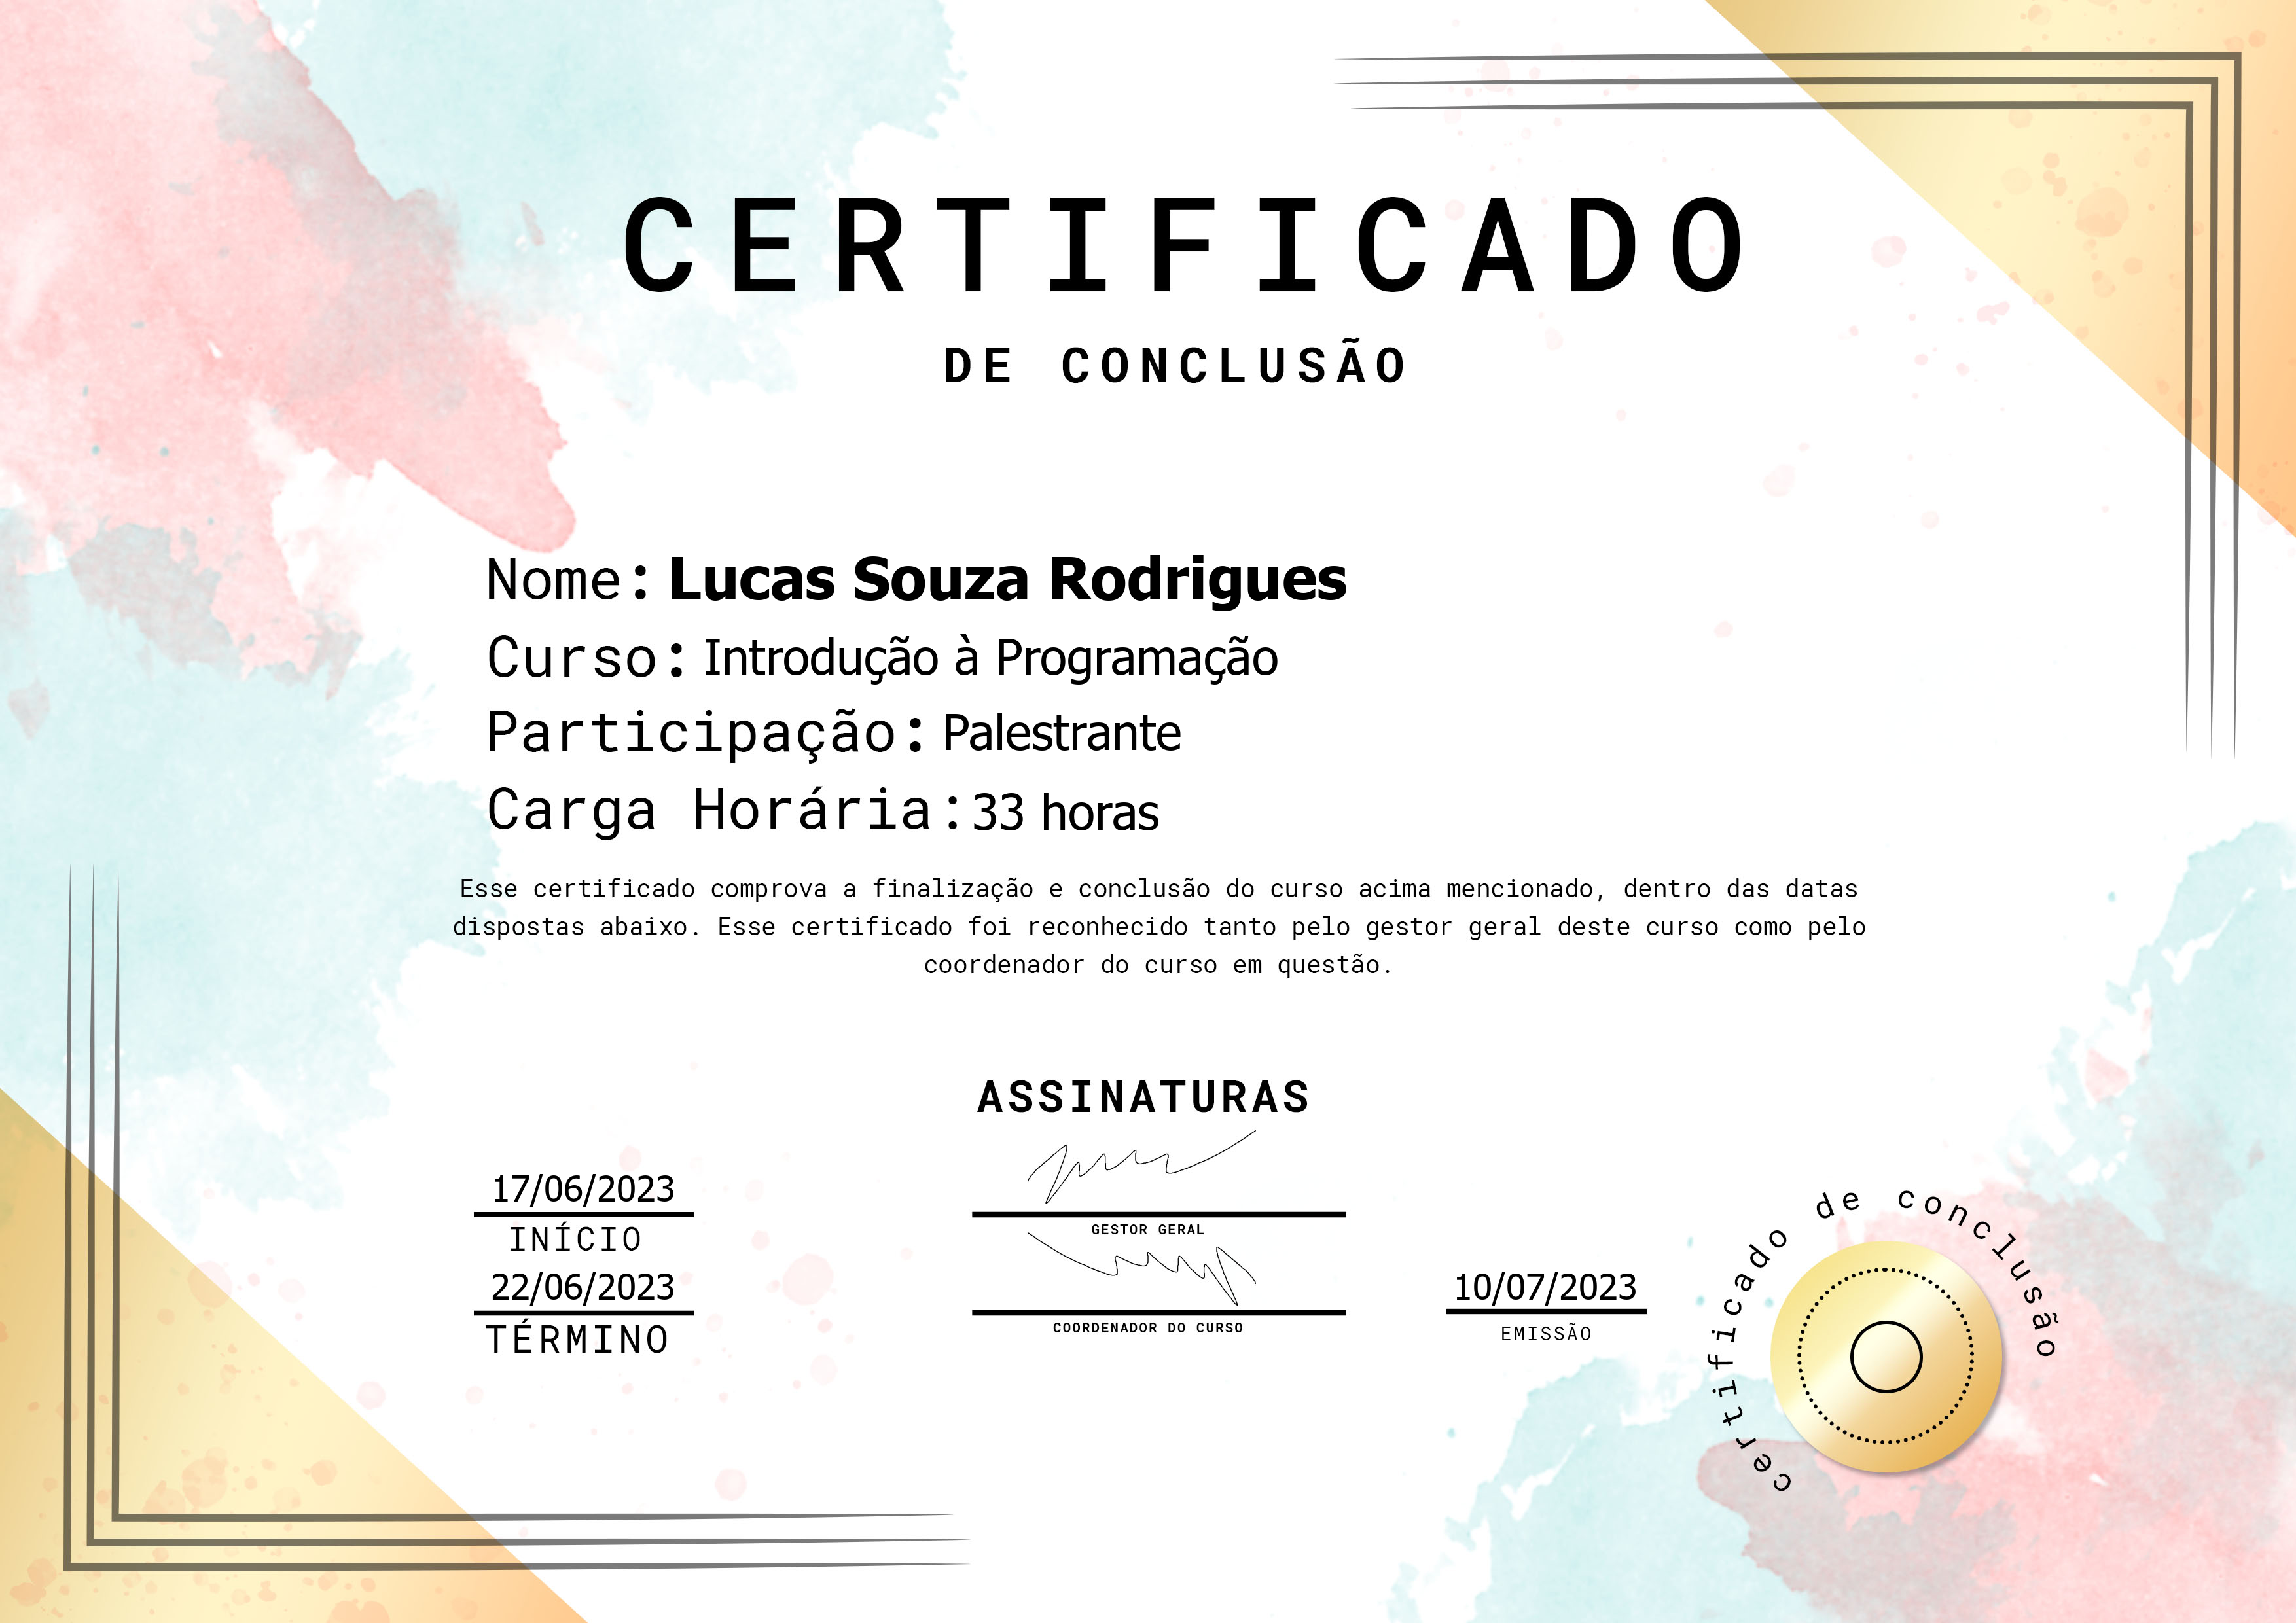 CERTIFICADO
DE CONCLUSÃO
Nome: Lucas Souza Rodrigues
Curso: Introdução à Programação
Participação: Palestrante
Carga Horária: 33 horas
Esse certificado comprova a finalização e conclusão do curso acima mencionado, dentro das datas
dispostas abaixo. Esse certificado foi reconhecido tanto pelo gestor geral deste curso como pelo
coordenador do curso em questão.
ASSINATURAS
17/06/2023
INÍCIO
GESTOR GERAL
22/06/2023
TÉRMINO
COORDENADOR DO CURSO
10/07/2023
EMISSÃO
certificado de conclusão